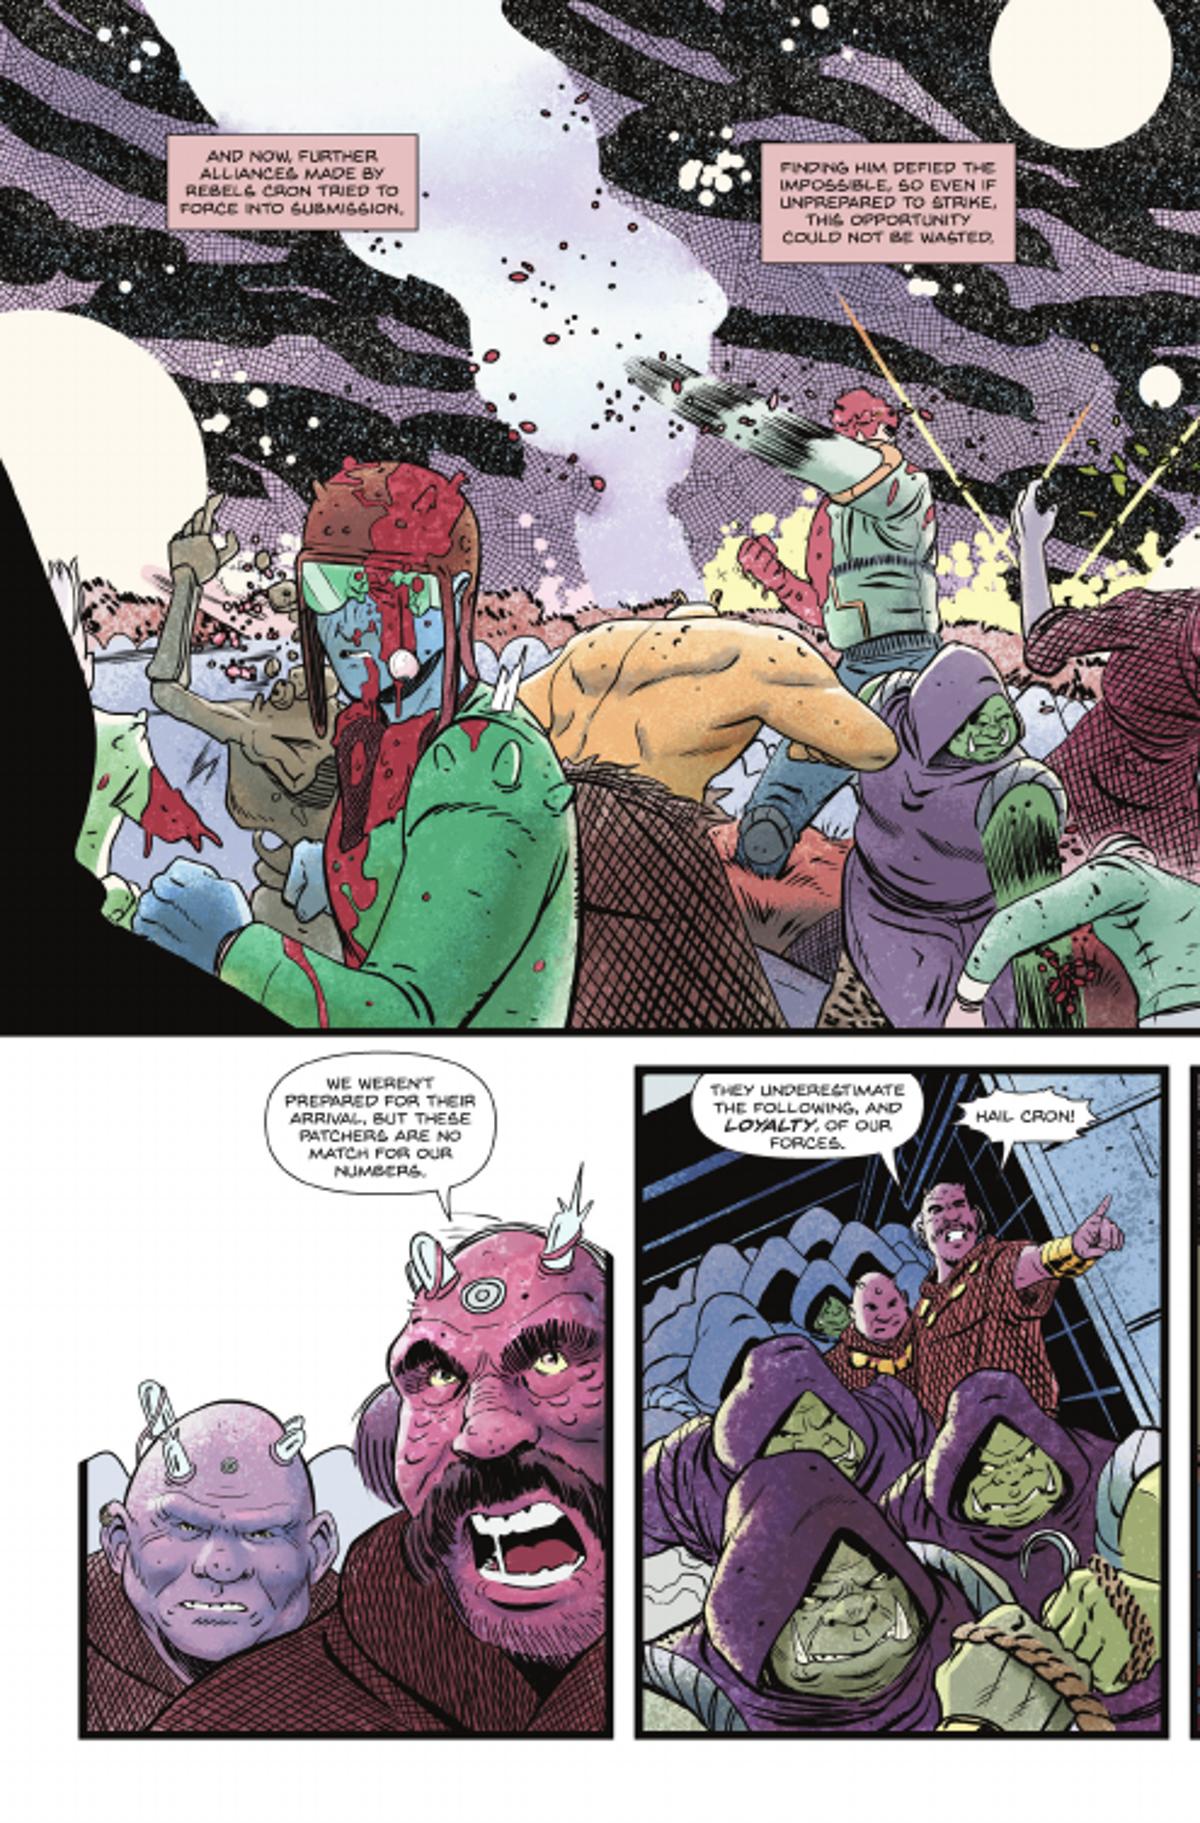 AND NOW, FURTHER
ALLIANCES MADE BY
REBELS CRON TRIED TO
FORCE INTO SUBMISSION.
FINDING HIM DEFIED THE
IMPOSSIBLE, SO EVEN IF
UNPREPARED TO STRIKE,
THIS OPPORTUNITY
COULD NOT BE WASTED.
WE WEREN'T
PREPARED FOR THEIR
ARRIVAL, BUT THESE
PATCHERS ARE NO
MATCH FOR OUR
NUMBERS.
THEY UNDERESTIMATE
THE FOLLOWING, AND
LOYALTY, OF OUR
FORCES.
HAIL CRON!